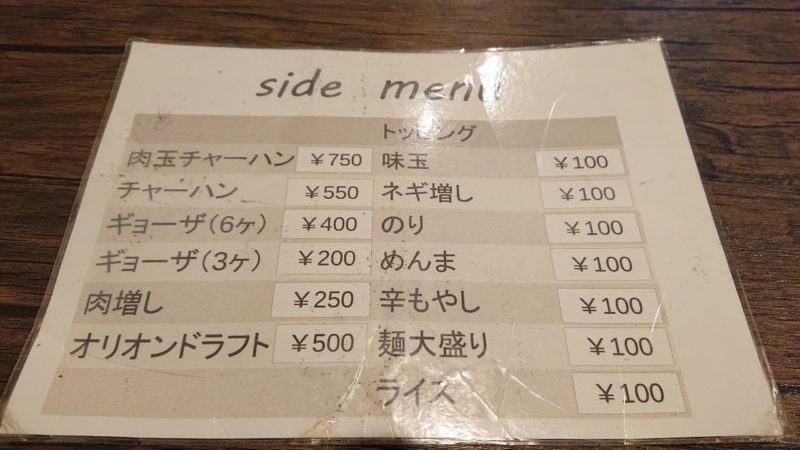 side menu
トッピング
肉玉チャーハン ￥750 味玉 ￥100
チャーハン ￥550 ネギ増し ￥100
ギョーザ(6ヶ) ￥400 のり ￥100
ギョーザ(3ヶ) ￥200 めんま ￥100
肉増し ￥250 辛もやし ￥100
オリオンドラフト ￥500 麺大盛り ￥100
ライス ￥100